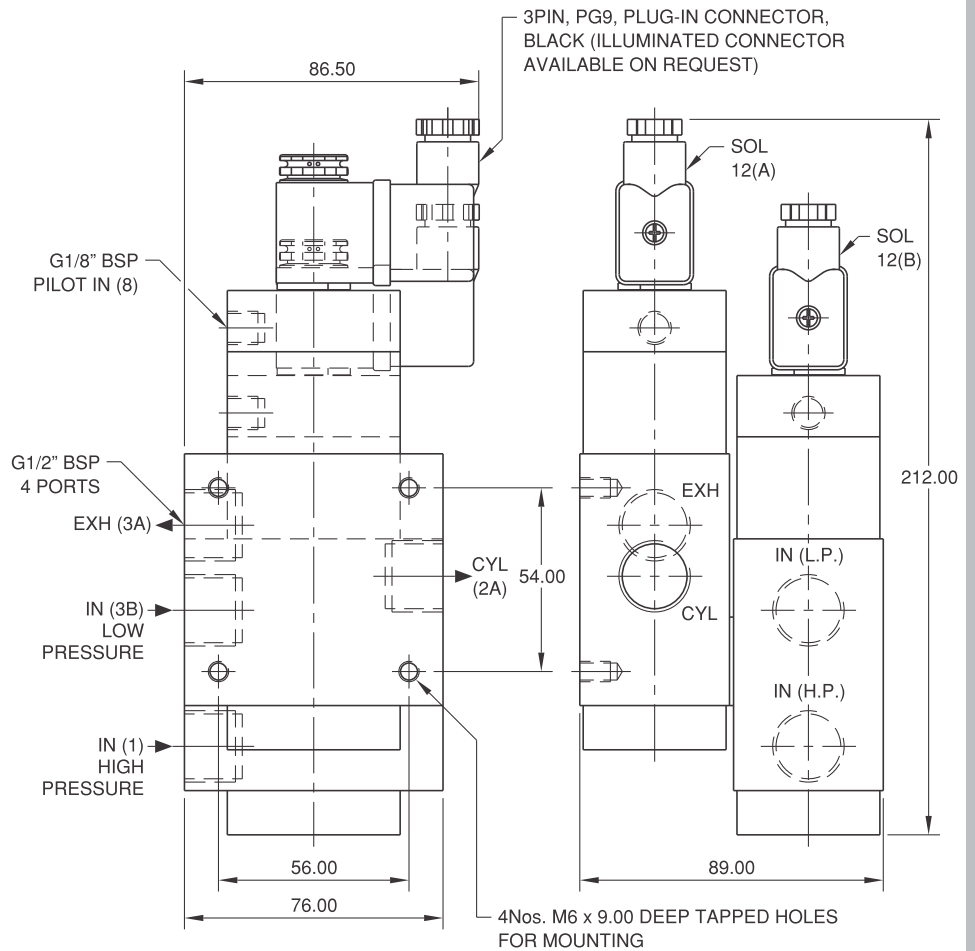 3PIN, PG9, PLUG-IN CONNECTOR,
BLACK (ILLUMINATED CONNECTOR
AVAILABLE ON REQUEST)
86.50
SOL
12(A)
SOL
12(B)
G1/8” BSP
PILOT IN (8)
G1/2” BSP
4 PORTS
EXH (3A)
IN (3B)
LOW
PRESSURE
IN (1)
HIGH
PRESSURE
CYL
(2A)
54.00
EXH
CYL
IN (L.P.)
IN (H.P.)
212.00
56.00
76.00
89.00
4Nos. M6 x 9.00 DEEP TAPPED HOLES
FOR MOUNTING